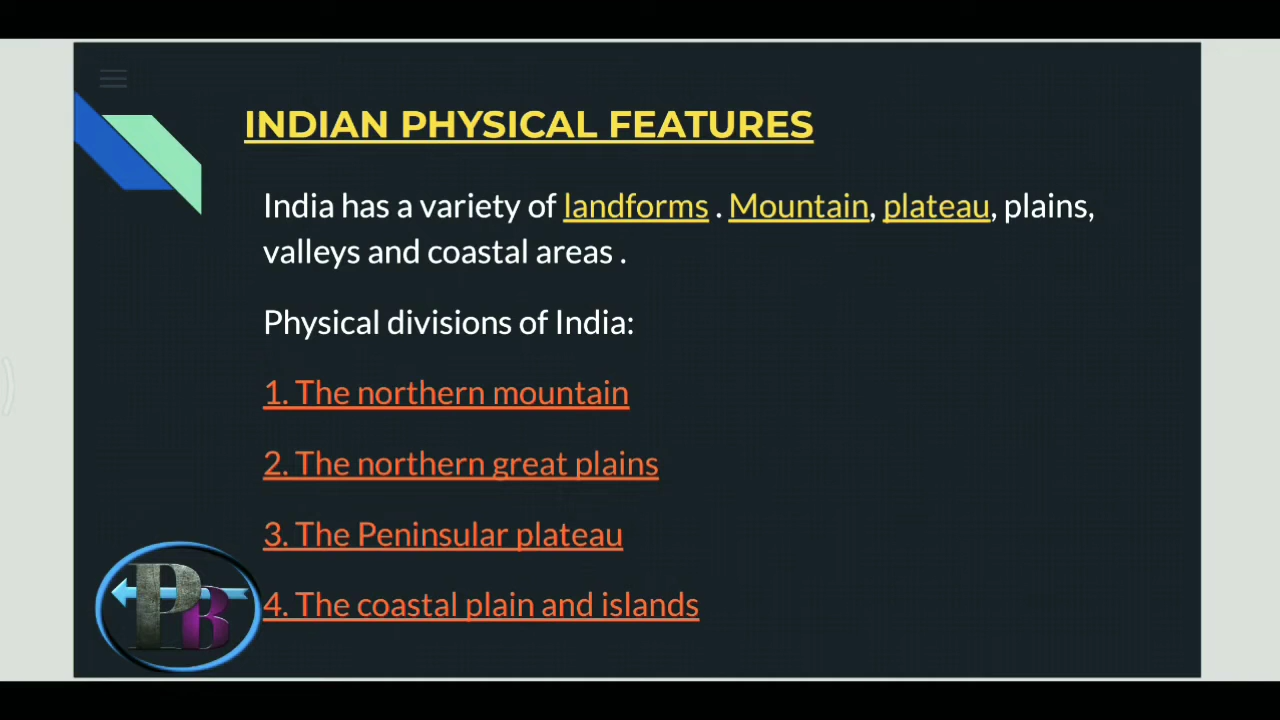 INDIAN PHYSICAL FEATURES
India has a variety of landforms . Mountain, plateau, plains,
valleys and coastal areas .
Physical divisions of India:
1. The northern mountain
2. The northern great plains
3. The Peninsular plateau
4. The coastal plain and islands
PB